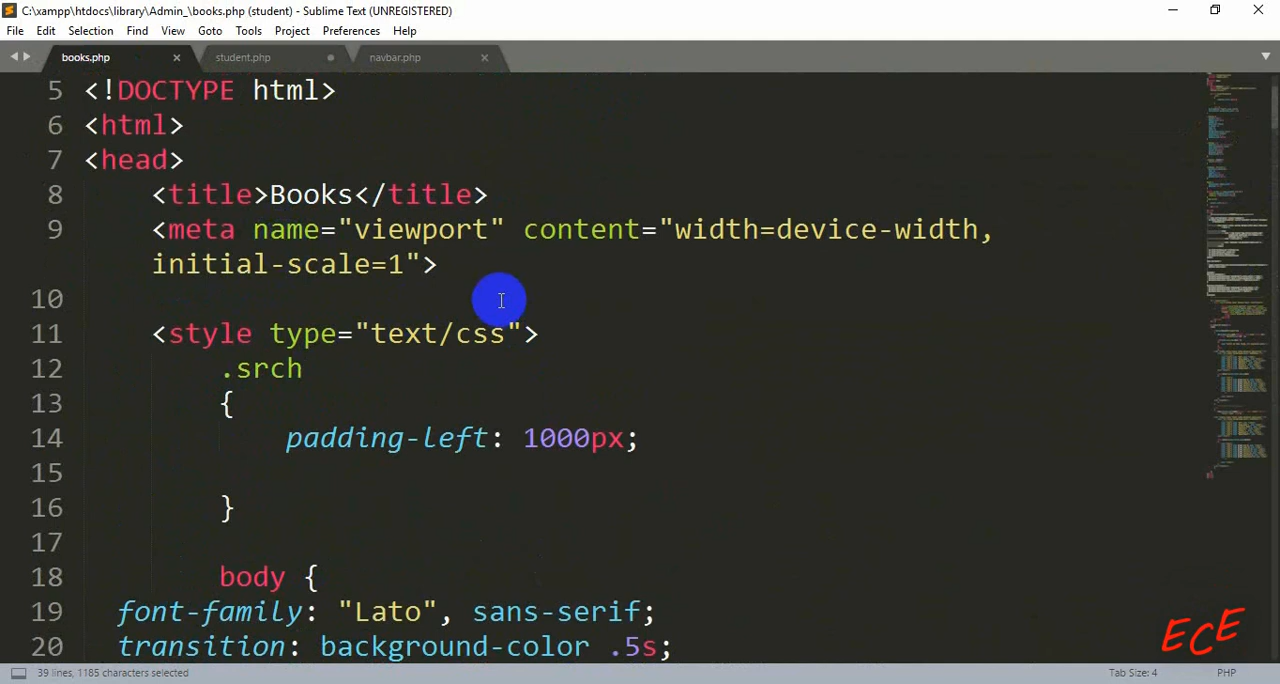 C:\xampp\htdocs\library\Admin_\books.php (student) - Sublime Text (UNREGISTERED)
File Edit Selection Find View Goto Tools Project Preferences Help
books.php student.php navbar.php
5 <!DOCTYPE html>
6 <html>
7 <head>
8 <title>Books</title>
9 <meta name="viewport" content="width=device-width,
initial-scale=1">
10
11 <style type="text/css">
12 .srch
13 {
14 padding-left: 1000px;
15
16 }
17
18 body {
19 font-family: "Lato", sans-serif;
20 transition: background-color .5s;
ECE
39 lines, 1185 characters selected Tab Size: 4 PHP